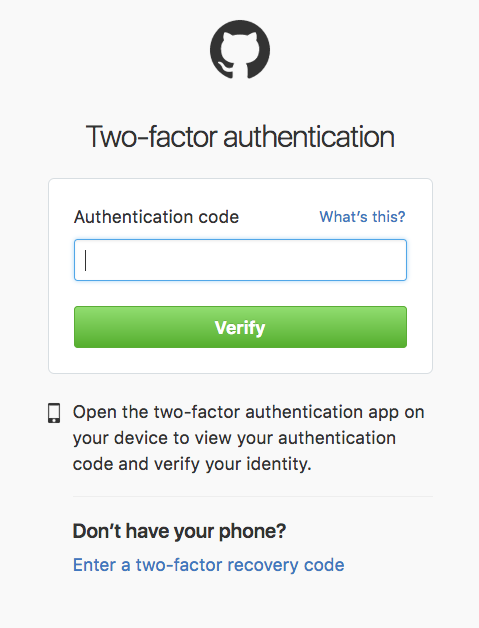 Two-factor authentication
Authentication code What’s this?
Verify
Open the two-factor authentication app on
your device to view your authentication
code and verify your identity.
Don’t have your phone?
Enter a two-factor recovery code